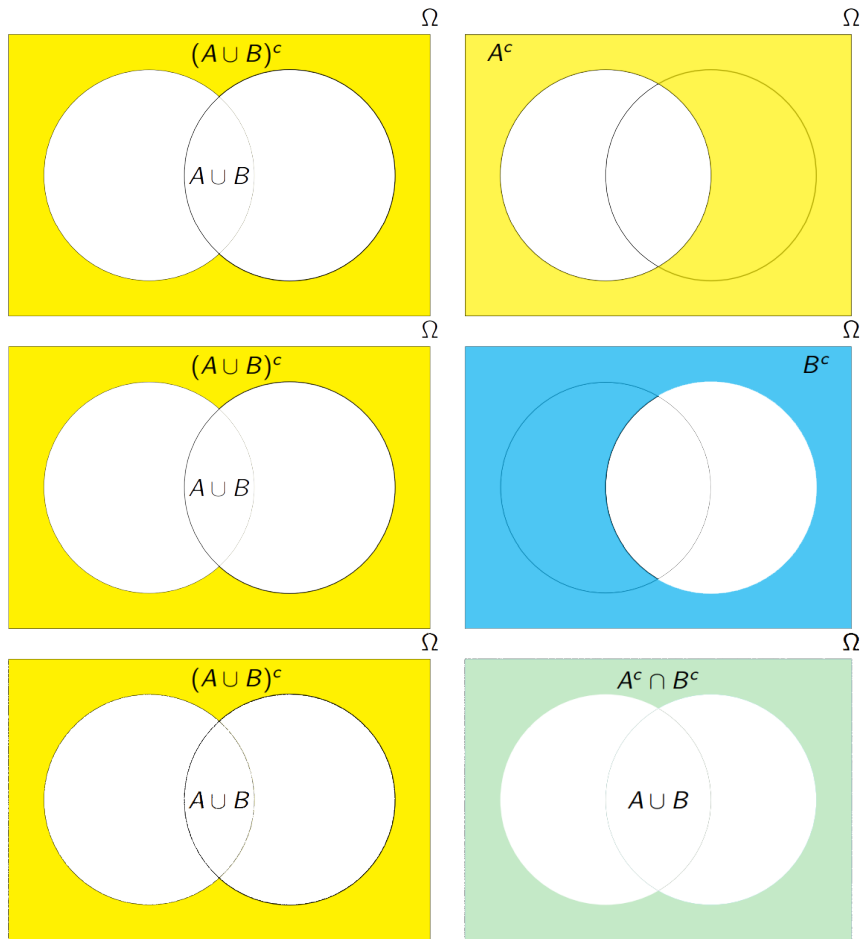 Ω Ω
(A ∪ B)ᶜ Aᶜ
A ∪ B
Ω Ω
(A ∪ B)ᶜ Bᶜ
A ∪ B
Ω Ω
(A ∪ B)ᶜ Aᶜ ∩ Bᶜ
A ∪ B A ∪ B